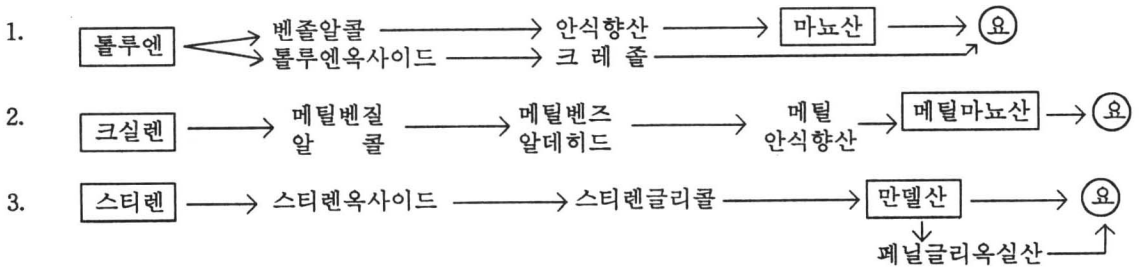 1. 톨루엔 벤졸알콜 안식향산 마뇨산 요
톨루엔옥사이드 크 레 졸
2. 크실렌 메틸벤질 메틸벤즈 메틸 메틸마뇨산 요
알 콜 알데히드 안식향산
3. 스티렌 스티렌옥사이드 스티렌글리콜 만델산 요
페닐글리옥실산